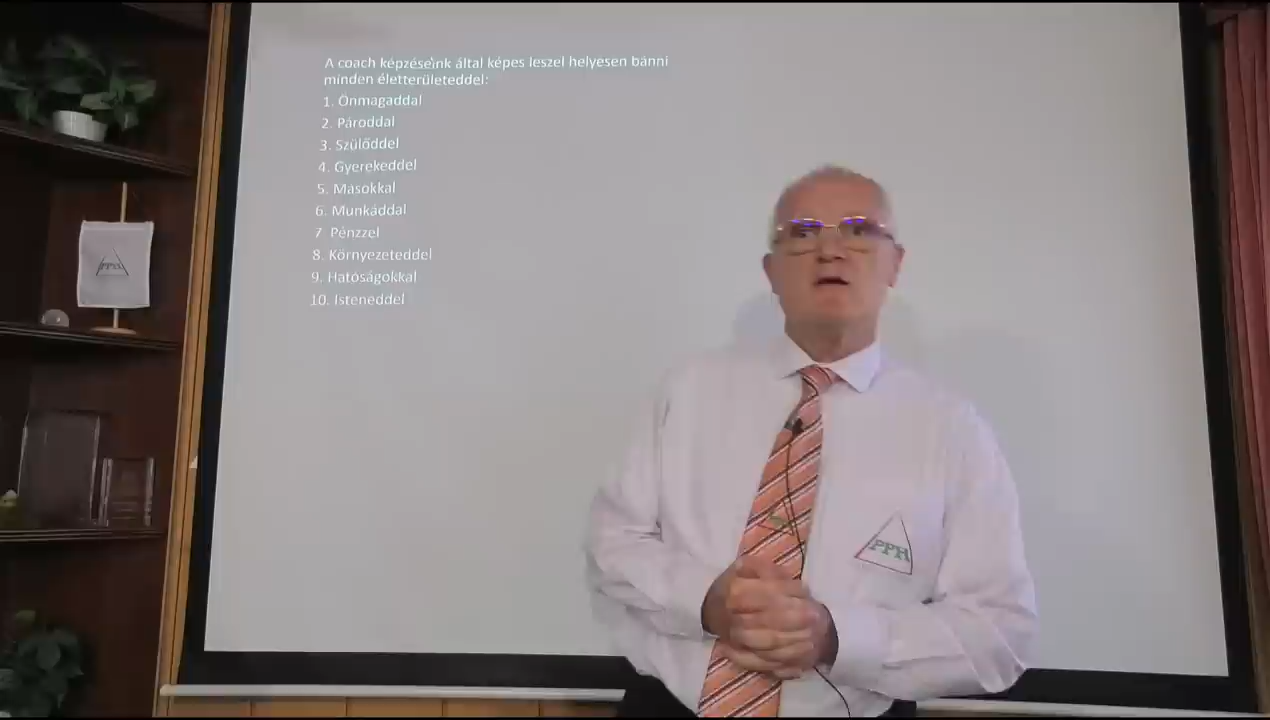 A coach képzéseink által képes leszel helyesen bánni
minden életterületeddel:
1. Önmagaddal
2. Pároddal
3. Szülőddel
4. Gyerekeddel
5. Másokkal
6. Munkáddal
7 Pénzzel
8. Környezeteddel
9. Hatóságokkal
10. Isteneddel
PPH
PPH